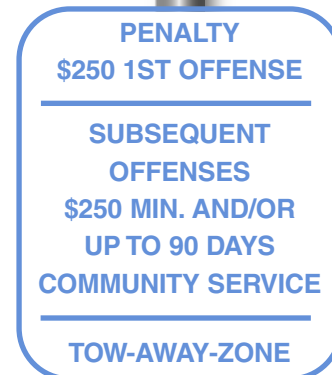 PENALTY
$250 1ST OFFENSE
SUBSEQUENT
OFFENSES
$250 MIN. AND/OR
UP TO 90 DAYS
COMMUNITY SERVICE
TOW-AWAY-ZONE